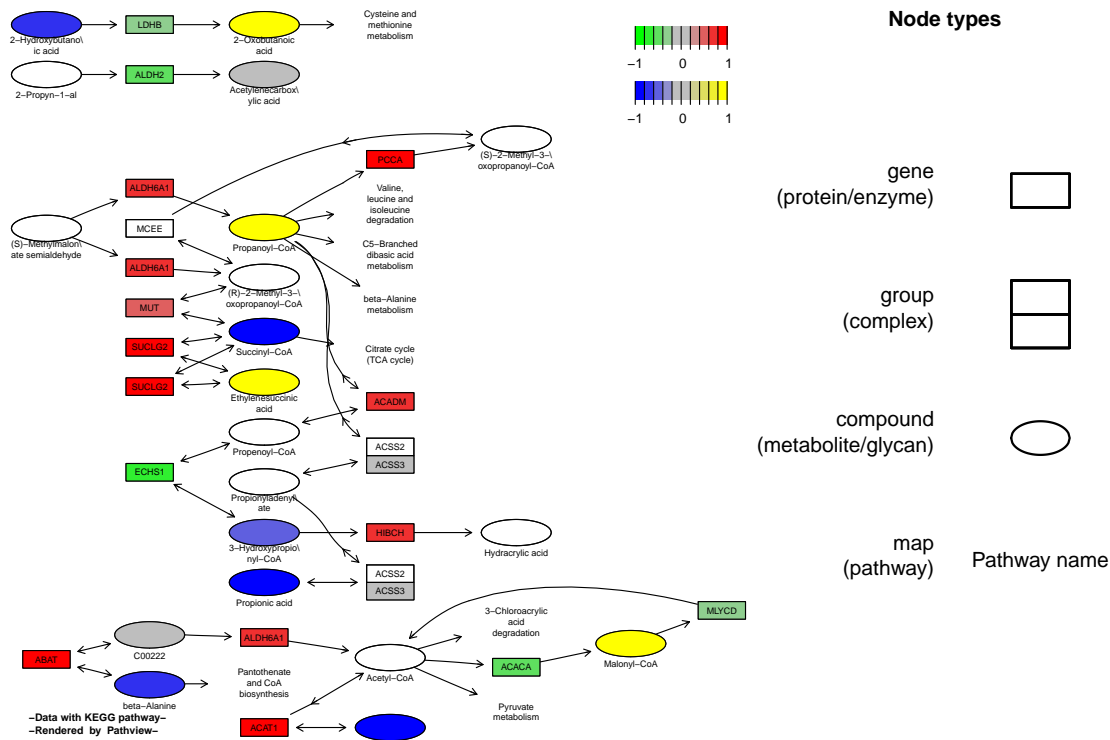 LDHB
2−Hydroxybutano\
ic acid
2−Oxobutanoic
acid
Cysteine and
methionine
metabolism
ALDH2
2−Propyn−1−al
Acetylenecarbox\
ylic acid
−1
0
1
−1
0
1
Node types
gene
(protein/enzyme)
group
(complex)
compound
(metabolite/glycan)
map
(pathway)
Pathway name
PCCA
(S)−2−Methyl−3−\
oxopropanoyl−CoA
ALDH6A1
Valine,
leucine and
isoleucine
degradation
MCEE
(S)−Methylmalon\
ate semialdehyde
Propanoyl−CoA
C5−Branched
dibasic acid
metabolism
ALDH6A1
(R)−2−Methyl−3−\
oxopropanoyl−CoA
beta−Alanine
metabolism
MUT
SUCLG2
Succinyl−CoA
Citrate cycle
(TCA cycle)
SUCLG2
Ethylenesuccinic
acid
ACADM
Propenoyl−CoA
ACSS2
ACSS3
ECHS1
Propionyladenyl\
ate
HIBCH
3−Hydroxypropio\
nyl−CoA
Hydracrylic acid
ACSS2
ACSS3
Propionic acid
MLYCD
3−Chloroacrylic
acid
degradation
ALDH6A1
C00222
ABAT
Acetyl−CoA
ACACA
Malonyl−CoA
Pantothenate
and CoA
biosynthesis
beta−Alanine
Pyruvate
metabolism
ACAT1
−Data with KEGG pathway−
−Rendered by Pathview−